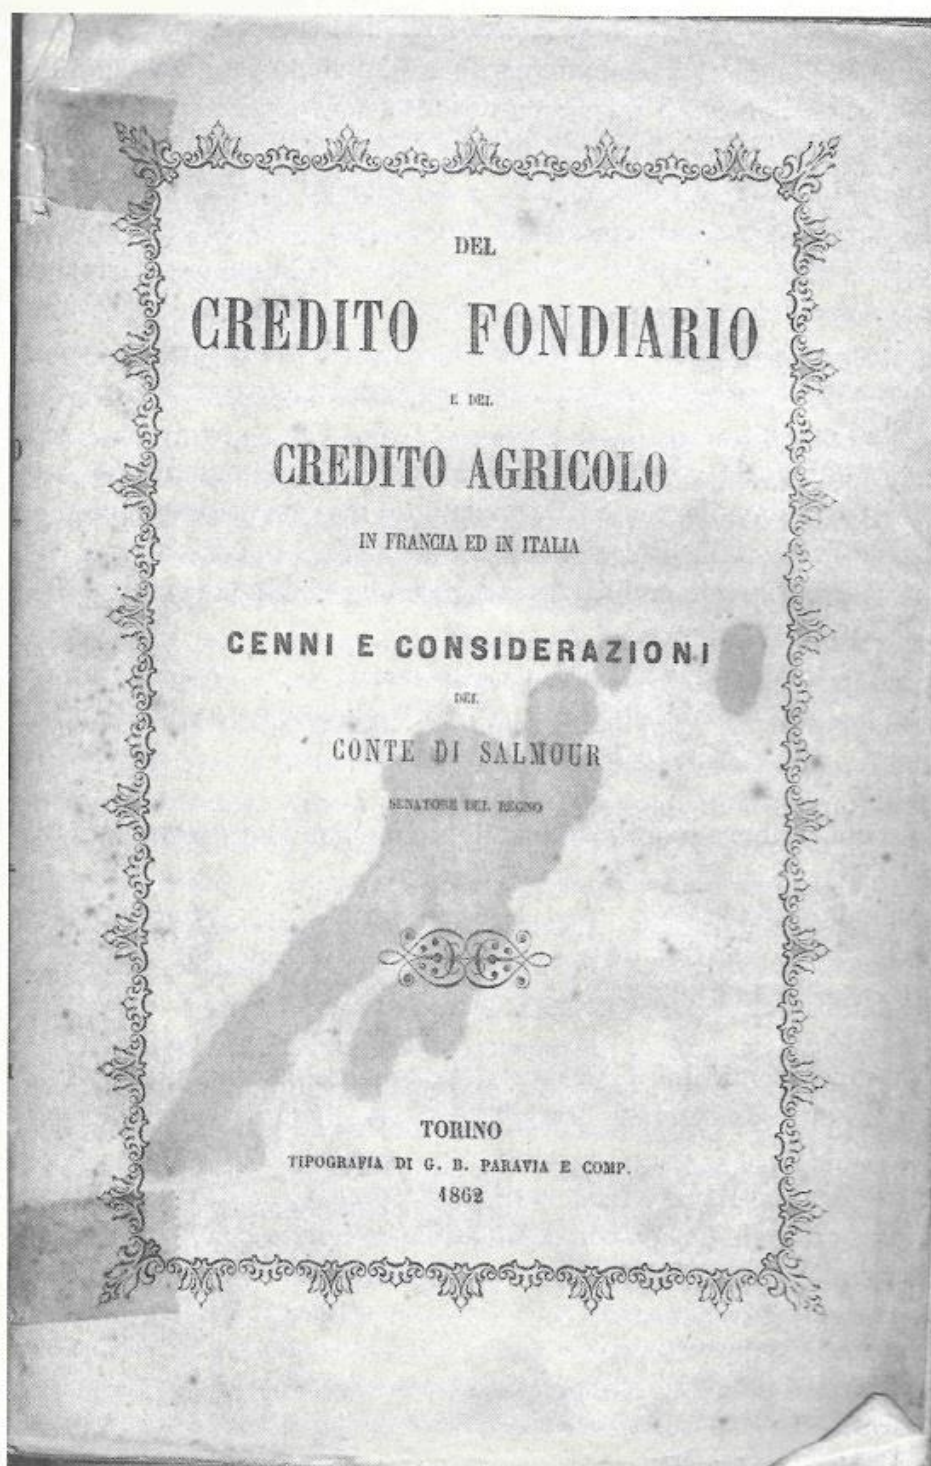 DEL
CREDITO FONDIARIO
E DEL
CREDITO AGRICOLO
IN FRANCIA ED IN ITALIA
CENNI E CONSIDERAZIONI
DEL
CONTE DI SALMOUR
SENATORE DEL REGNO
TORINO
TIPOGRAFIA DI G. B. PARAVIA E COMP.
1862